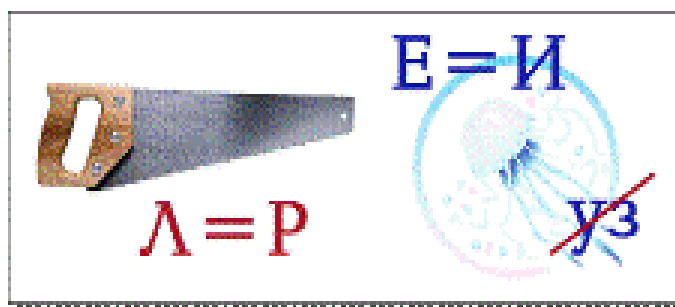 Е = И
уз
Л = Р